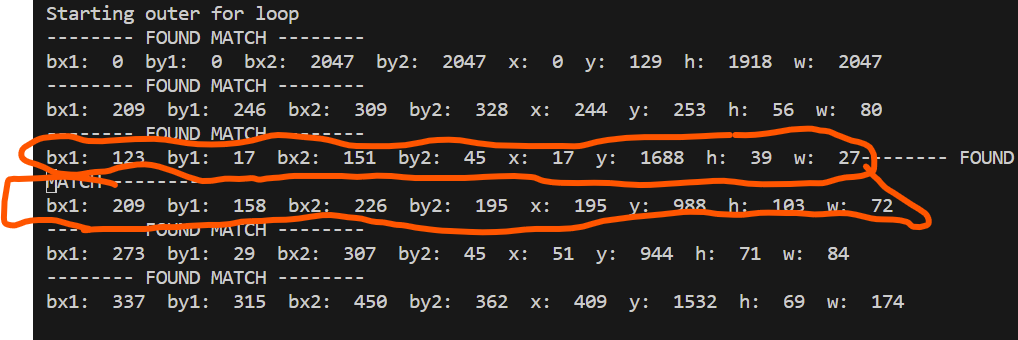 Starting outer for loop
-------- FOUND MATCH --------
bx1:  0  by1:  0  bx2:  2047  by2:  2047  x:  0  y:  129  h:  1918  w:  2047
-------- FOUND MATCH --------
bx1:  209  by1:  246  bx2:  309  by2:  328  x:  244  y:  253  h:  56  w:  80
-------- FOUND MATCH --------
bx1:  123  by1:  17  bx2:  151  by2:  45  x:  17  y:  1688  h:  39  w:  27-------- FOUND
MATCH --------
bx1:  209  by1:  158  bx2:  226  by2:  195  x:  195  y:  988  h:  103  w:  72
-------- FOUND MATCH --------
bx1:  273  by1:  29  bx2:  307  by2:  45  x:  51  y:  944  h:  71  w:  84
-------- FOUND MATCH --------
bx1:  337  by1:  315  bx2:  450  by2:  362  x:  409  y:  1532  h:  69  w:  174